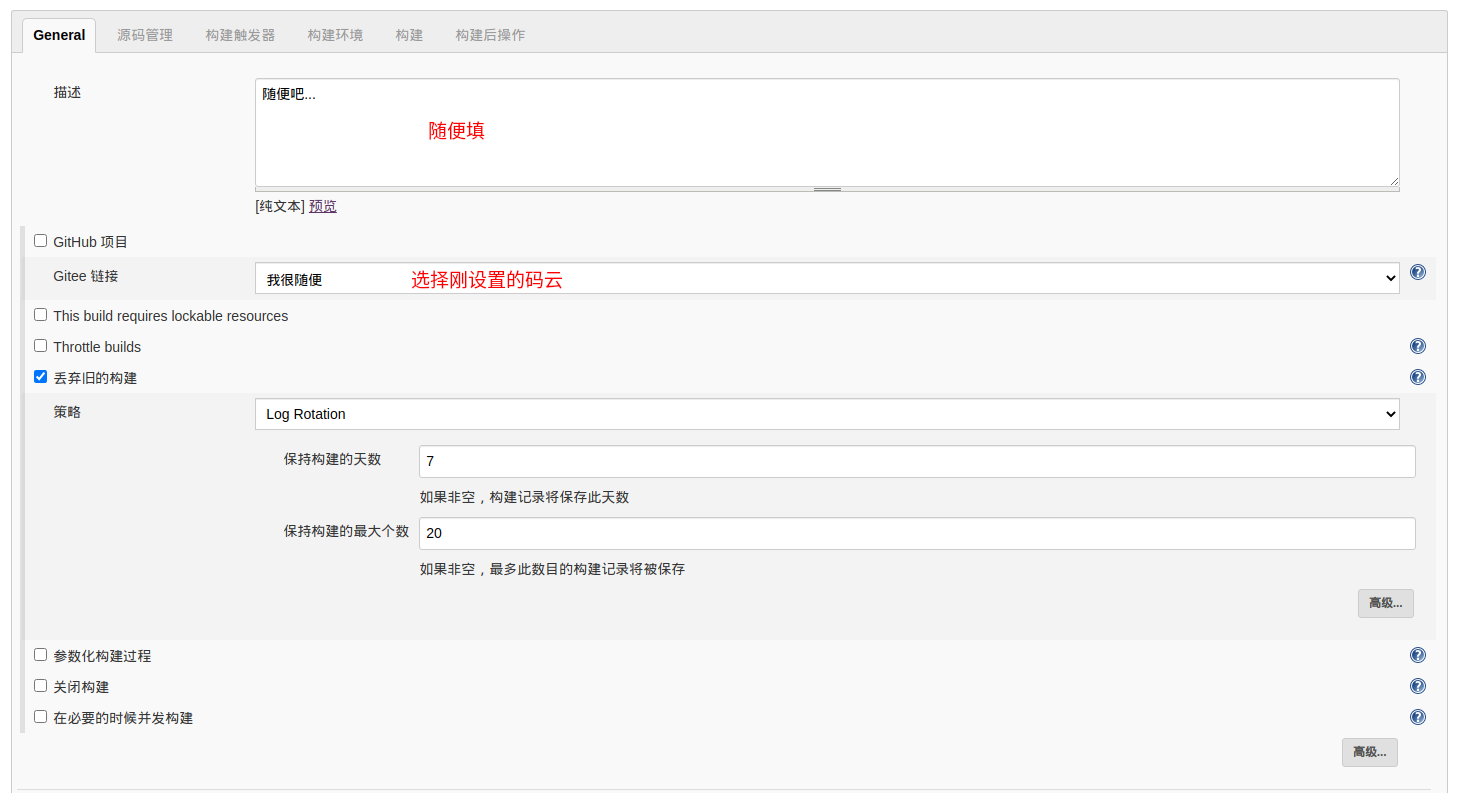 General 源码管理 构建触发器 构建环境 构建 构建后操作
描述
随便吧...
随便填
[纯文本] 预览
GitHub 项目
Gitee 链接
我很随便
选择刚设置的码云
This build requires lockable resources
Throttle builds
丢弃旧的构建
策略
Log Rotation
保持构建的天数
7
如果非空，构建记录将保存此天数
保持构建的最大个数
20
如果非空，最多此数目的构建记录将被保存
高级...
参数化构建过程
关闭构建
在必要的时候并发构建
高级...